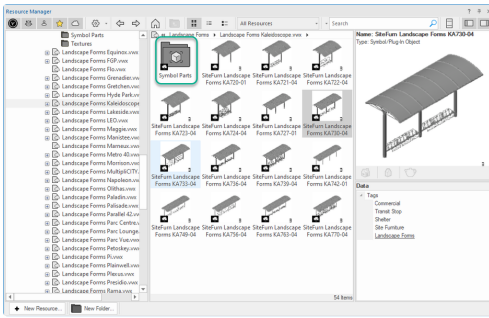 Resource Manager
All Resources
Search
Symbol Parts
Textures
Landscape Forms Equinox.vwx
Landscape Forms FGP.vwx
Landscape Forms Flo.vwx
Landscape Forms Grenadier.vw
Landscape Forms Gretchen.vwx
Landscape Forms Hyde Park.vw
Landscape Forms Kaleidoscope
Landscape Forms Lakeside.vwx
Landscape Forms LEO.vwx
Landscape Forms Maggie.vwx
Landscape Forms Manistee.vwx
Landscape Forms Marneux.vwx
Landscape Forms Metro 40.vwx
Landscape Forms Morrison.vwx
Landscape Forms MultipliCITY.
Landscape Forms Napoleon.vw
Landscape Forms Olithas.vwx
Landscape Forms Paladin.vwx
Landscape Forms Palisade.vwx
Landscape Forms Parallel 42.vw
Landscape Forms Parc Centre.v
Landscape Forms Parc Lounge.
Landscape Forms Parc Vue.vwx
Landscape Forms Petoskey.vwx
Landscape Forms Pi.vwx
Landscape Forms Plainwell.vwx
Landscape Forms Plexus.vwx
Landscape Forms Presidio.vwx
Landscape Forms Rama.vwx
Landscape Forms Landscape Forms Kaleidoscope.vwx
Symbol Parts
SiteFurn Landscape Forms KA720-01
SiteFurn Landscape Forms KA721-04
SiteFurn Landscape Forms KA722-04
SiteFurn Landscape Forms KA723-04
SiteFurn Landscape Forms KA724-04
SiteFurn Landscape Forms KA727-01
SiteFurn Landscape Forms KA730-04
SiteFurn Landscape Forms KA733-04
SiteFurn Landscape Forms KA736-04
SiteFurn Landscape Forms KA739-04
SiteFurn Landscape Forms KA742-01
SiteFurn Landscape Forms KA749-04
SiteFurn Landscape Forms KA756-04
SiteFurn Landscape Forms KA763-04
SiteFurn Landscape Forms KA770-04
54 Items
Name: SiteFurn Landscape Forms KA730-04
Type: Symbol/Plug-In Object
Data
Tags
Commercial
Transit Stop
Shelter
Site Furniture
Landscape Forms
New Resource...
New Folder...